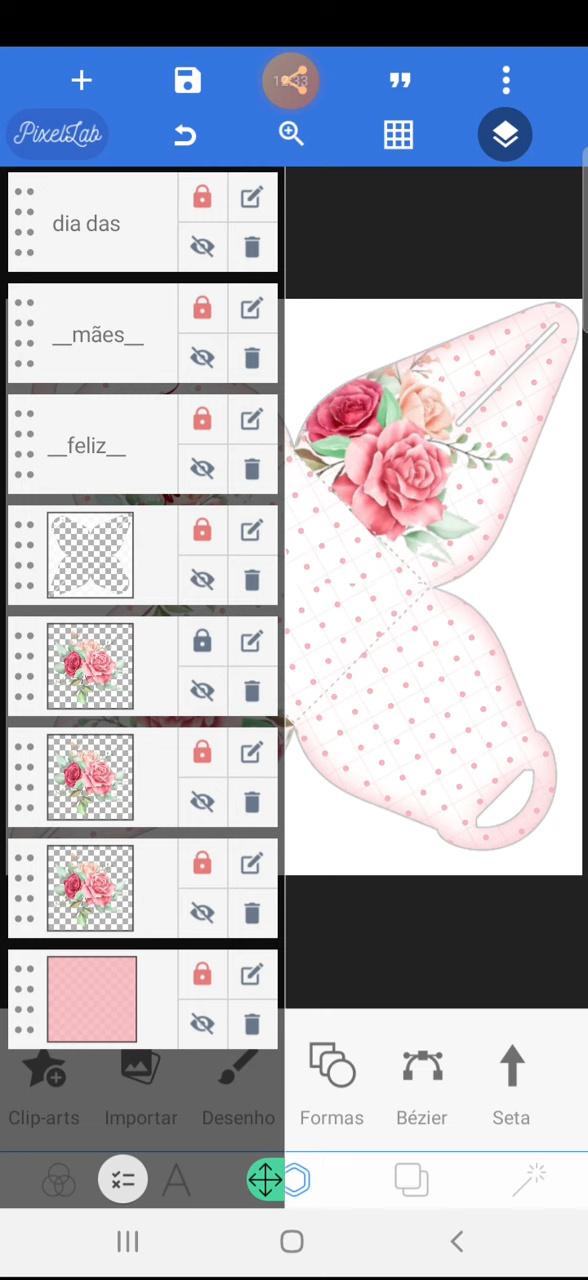 PixelLab
dia das
__mães__
__feliz__
Clip-arts Importar Desenho Formas Bézier Seta